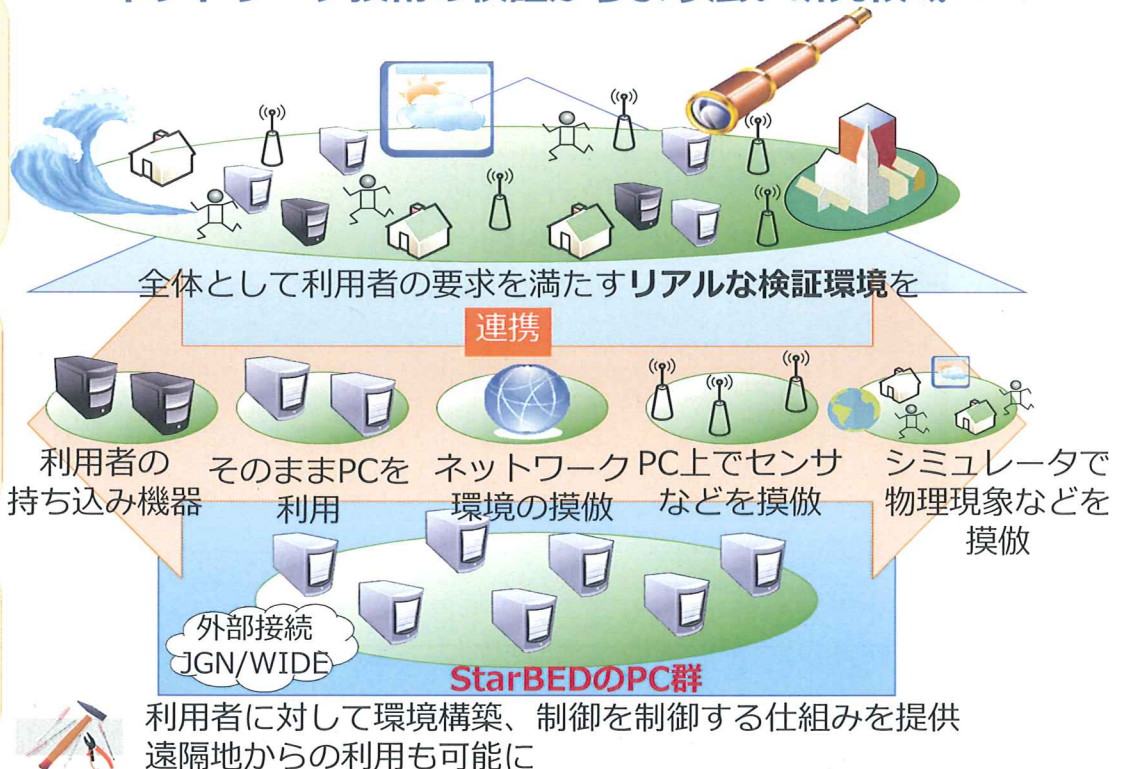 全体として利用者の要求を満たすリアルな検証環境を
連携
利用者の
持ち込み機器
そのままPCを
利用
ネットワーク
環境の摸倣
PC上でセンサ
などを摸倣
シミュレータで
物理現象などを
摸倣
外部接続
JGN/WIDE
StarBEDのPC群
利用者に対して環境構築、制御を制御する仕組みを提供
遠隔地からの利用も可能に